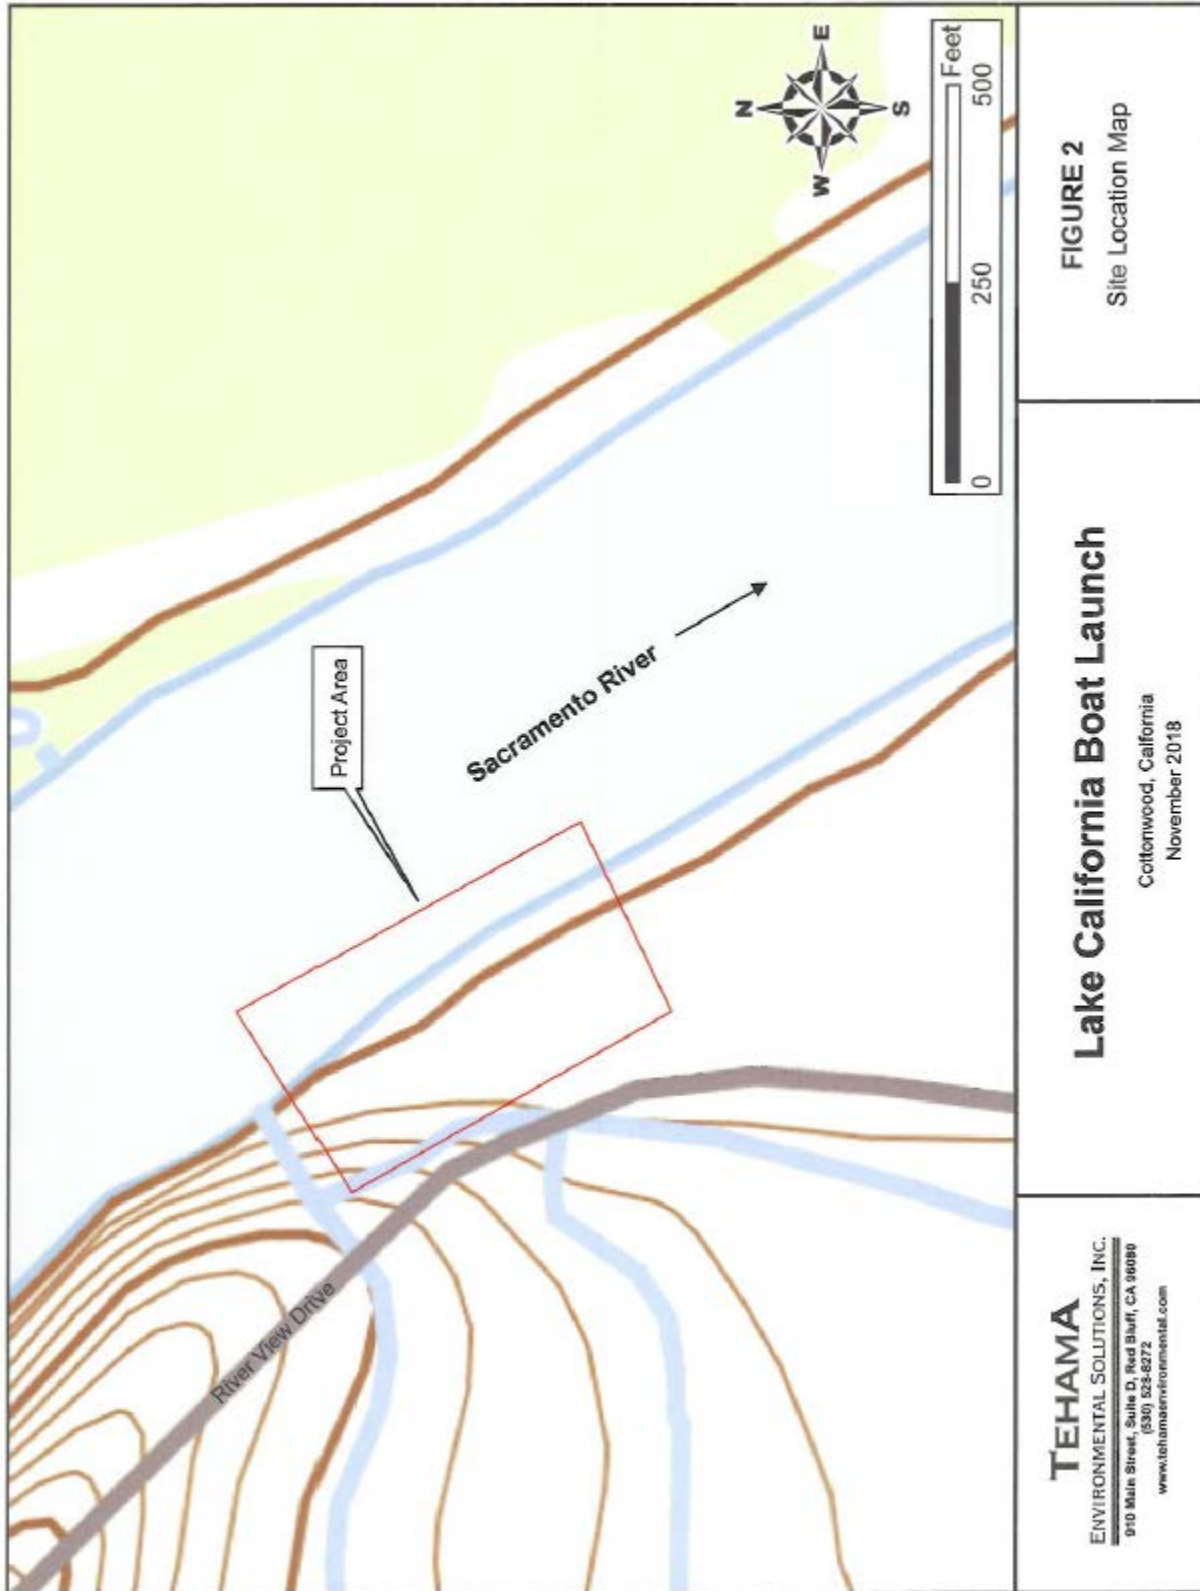 River View Drive
Project Area
Sacramento River
N
W
E
S
Feet
0
250
500
TEHAMA
ENVIRONMENTAL SOLUTIONS, INC.
910 Main Street, Suite D, Red Bluff, CA 96080
(530) 528-8272
www.tehamaenvironmental.com
Lake California Boat Launch
Cottonwood, Calfornia
November 2018
FIGURE 2
Site Location Map